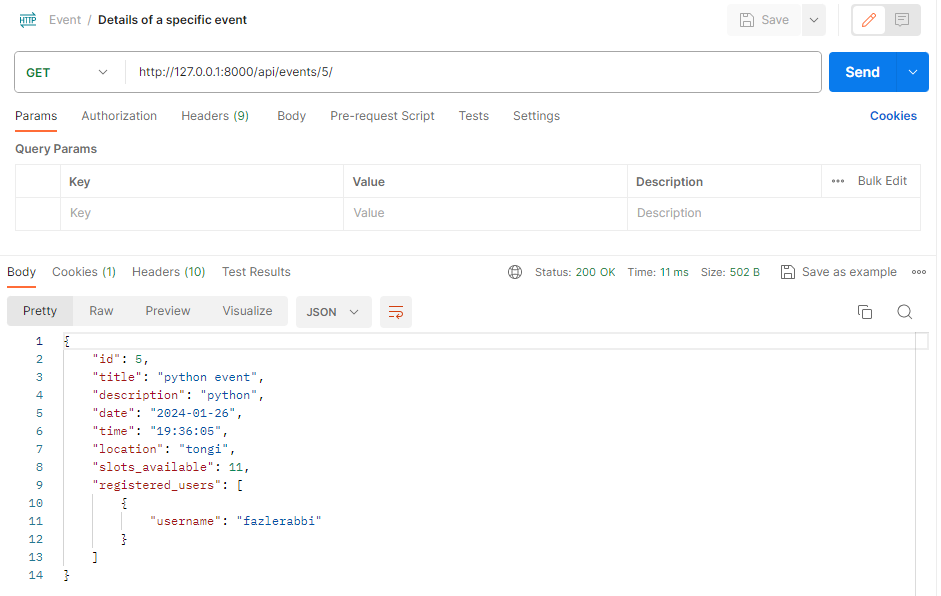 HTTP Event / Details of a specific event Save
GET http://127.0.0.1:8000/api/events/5/ Send
Params Authorization Headers (9) Body Pre-request Script Tests Settings Cookies
Query Params
Key Value Description ••• Bulk Edit
Key Value Description
Body Cookies (1) Headers (10) Test Results Status: 200 OK Time: 11 ms Size: 502 B Save as example
Pretty Raw Preview Visualize JSON
1 {
2 "id": 5,
3 "title": "python event",
4 "description": "python",
5 "date": "2024-01-26",
6 "time": "19:36:05",
7 "location": "tongi",
8 "slots_available": 11,
9 "registered_users": [
10 {
11 "username": "fazlerabbi"
12 }
13 ]
14 }